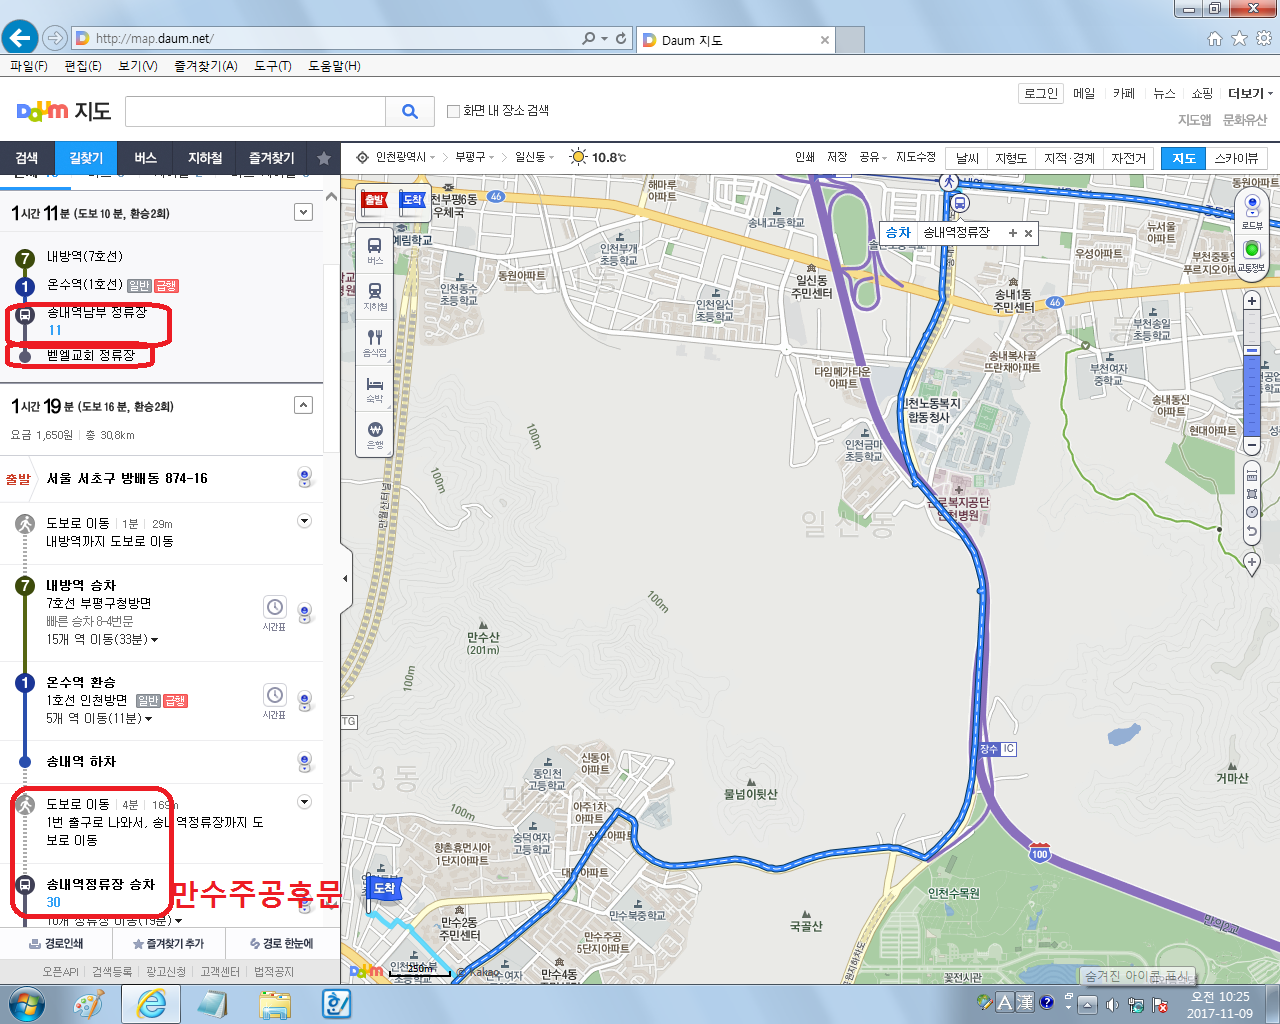 http://map.daum.net/
Daum 지도
파일(F) 편집(E) 보기(V) 즐겨찾기(A) 도구(T) 도움말(H)
Daum 지도
화면 내 장소 검색
로그인 메일 카페 뉴스 쇼핑 더보기
지도앱 문화유산
검색 길찾기 버스 지하철 즐겨찾기
인천광역시 부평구 일신동 10.8℃
인쇄 저장 공유 지도수정 날씨 지형도 지적·경계 자전거 지도 스카이뷰
1시간 11분 (도보 10분, 환승2회)
7 내방역(7호선)
1 온수역(1호선) 일반 급행
송내역남부 정류장
11
벧엘교회 정류장
1시간 19분 (도보 16분, 환승2회)
요금 1,650원 총 30.8km
출발 서울 서초구 방배동 874-16
도보로 이동 1분 29m
내방역까지 도보로 이동
7 내방역 승차
7호선 부평구청방면
빠른 승차 8-4번문
15개 역 이동(33분)
시간표
1 온수역 환승
1호선 인천방면 일반 급행
5개 역 이동(11분)
시간표
송내역 하차
도보로 이동 4분 169m
1번 출구로 나와서, 송내역정류장까지 도
보로 이동
송내역정류장 승차
30
만수주공후문
10개 정류장 이동(19분)
경로인쇄 즐겨찾기 추가 경로 한눈에
오픈API 검색등록 광고신청 고객센터 법적공지
출발 도착
버스
지하철
음식점
숙박
은행
승차 송내역정류장
로드뷰
교통정보
해마루
아파트
46
송내고등학교
인천부개
초등학교
동원아파트
인천동수
초등학교
인천일신
초등학교
일신동
주민센터
송내1동
주민센터
46
뉴서울
아파트
우성아파트
부천송일
초등학교
송내북사골
뜨란채아파트
부천여자
중학교
송내동신
아파트
현대아파트
다임메가타운
아파트
인천노동복지
합동청사
인천금마
초등학교
근로복지공단
인천병원
일신동
만월산터널
100m
100m
100m
100m
만수산
(201m)
TG
장수 IC
거마산
신동아
아파트
동인천
고등학교
아주1차
아파트
물넘이뒷산
숭덕여자
고등학교
향촌휴먼시아
1단지아파트
만수북중학교
만수2동
주민센터
만수주공
5단지아파트
만수4동
국골산
인천수목원
100
만의2교
꽃전시관
도착
250m
© kakao
Daum
숨겨진 아이콘 표시
A 漢
오전 10:25
2017-11-09